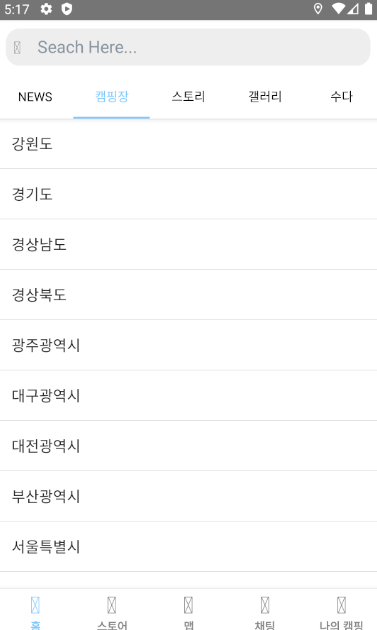 5:17
Seach Here...
NEWS 캠핑장 스토리 갤러리 수다
강원도
경기도
경상남도
경상북도
광주광역시
대구광역시
대전광역시
부산광역시
서울특별시
홈 스토어 맵 채팅 나의 캠핑